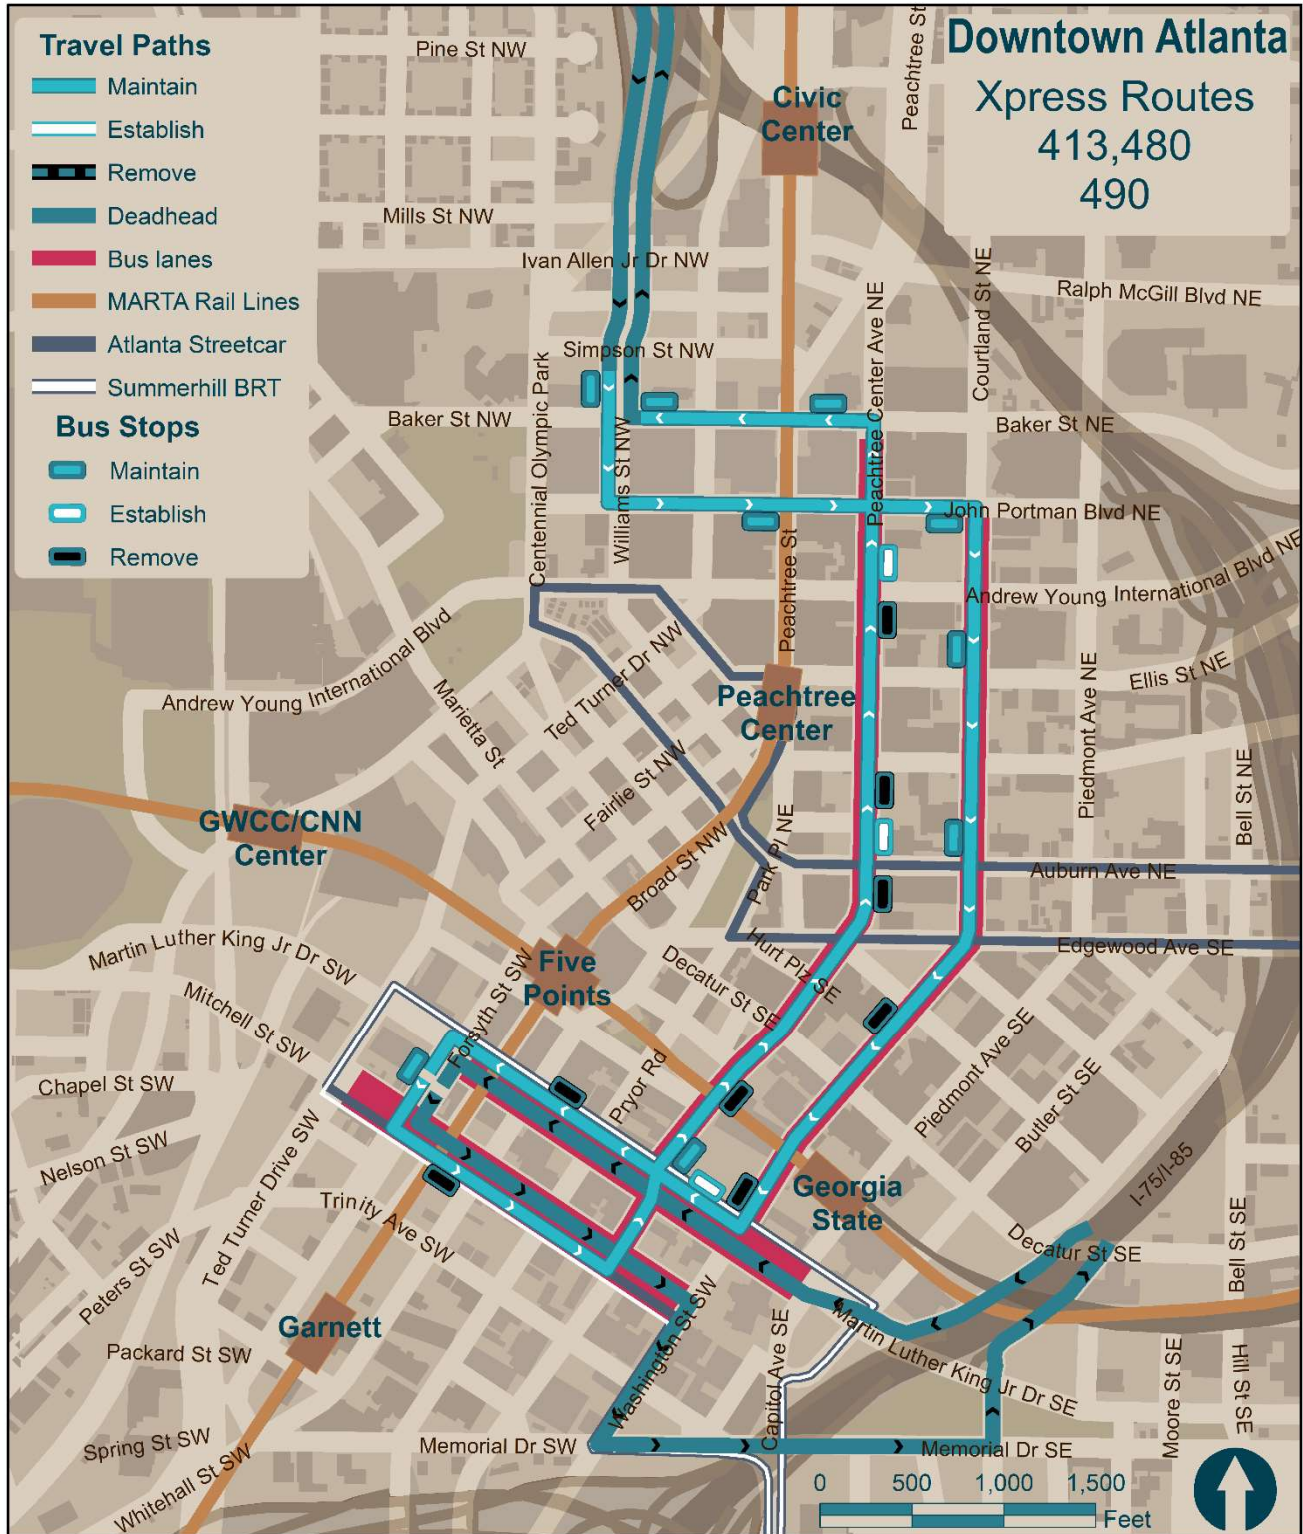 Downtown Atlanta
Xpress Routes
413,480
490
Travel Paths
Maintain
Establish
Remove
Deadhead
Bus lanes
MARTA Rail Lines
Atlanta Streetcar
Summerhill BRT
Bus Stops
Maintain
Establish
Remove
Pine St NW
Peachtree St
Civic
Center
Mills St NW
Ivan Allen Jr Dr NW
Ralph McGill Blvd NE
Courtland St NE
Peachtree Center Ave NE
Simpson St NW
Centennial Olympic Park
Baker St NW
Williams St NW
Baker St NE
John Portman Blvd NE
Peachtree St
Andrew Young International Blvd NE
Andrew Young International Blvd
Marietta St
Ted Turner Dr NW
Peachtree
Center
Ellis St NE
Piedmont Ave NE
Bell St NE
Fairlie St NW
GWCC/CNN
Center
Broad St NW
Park Pl NE
Auburn Ave NE
Edgewood Ave SE
Martin Luther King Jr Dr SW
Mitchell St SW
Forsyth St SW
Five
Points
Decatur St SE
Hurt Plz SE
Pryor Rd
Piedmont Ave SE
Butler St SE
I-75/I-85
Chapel St SW
Nelson St SW
Ted Turner Drive SW
Trinity Ave SW
Georgia
State
Decatur St SE
Bell St SE
Peters St SW
Garnett
Packard St SW
Washington St SW
Capitol Ave SE
Martin Luther King Jr Dr SE
Moore St SE
Hill St SE
Spring St SW
Whitehall St SW
Memorial Dr SW
Memorial Dr SE
0 500 1,000 1,500
Feet